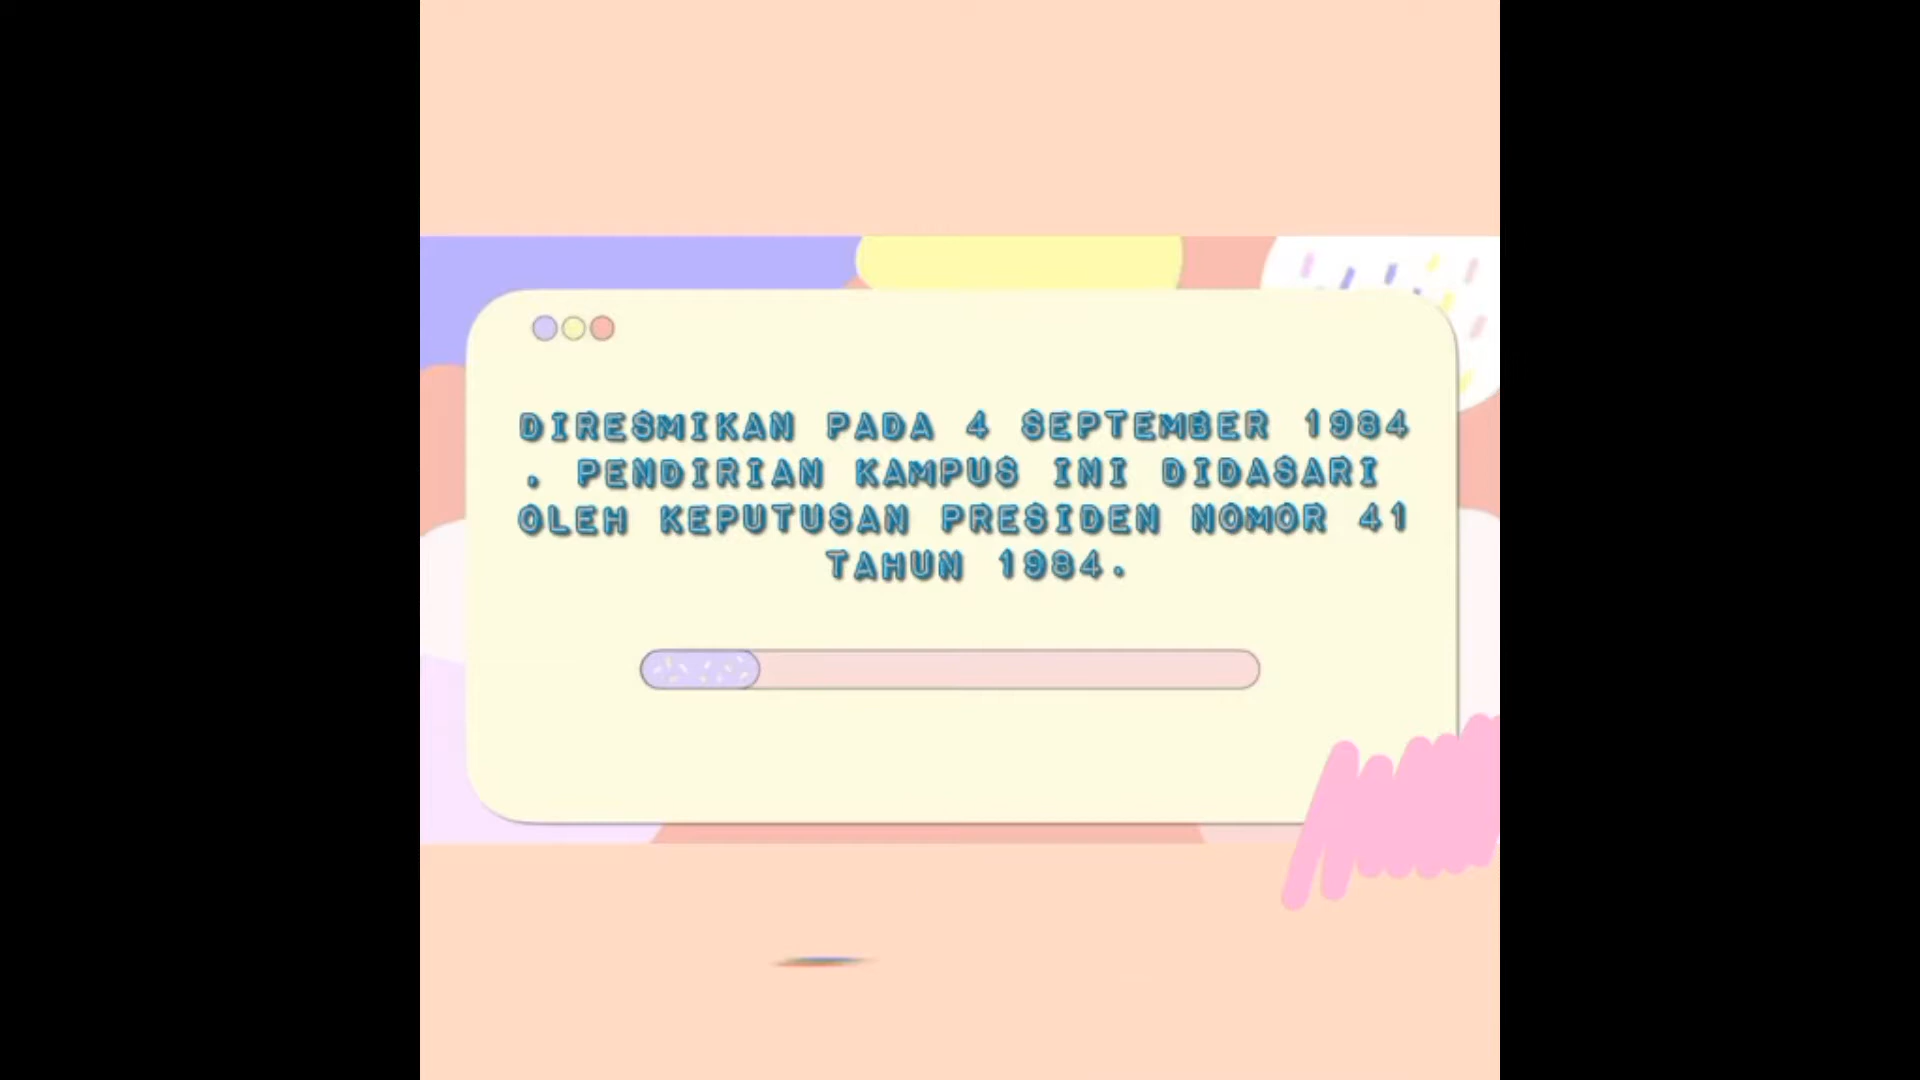 DIRESMIKAN PADA 4 SEPTEMBER 1984
. PENDIRIAN KAMPUS INI DIDASARI
OLEH KEPUTUSAN PRESIDEN NOMOR 41
TAHUN 1984.